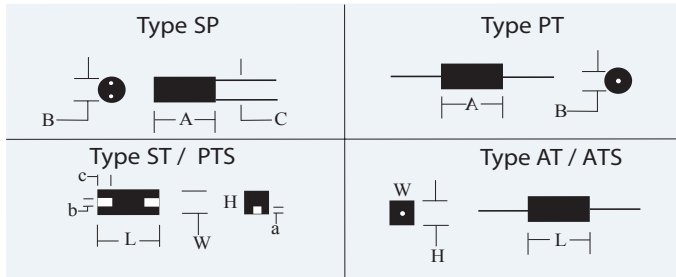 Type SP
B
A
C
Type PT
A
B
Type ST / PTS
c
b
L
W
H
a
Type AT / ATS
W
H
L